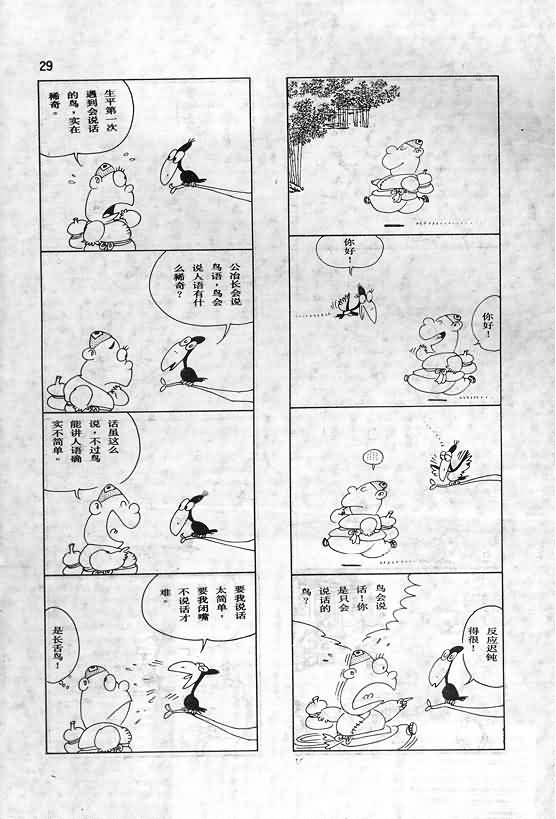 29
你好！
你好！
鸟会说
话！你
是只会
说话的
鸟？
反应迟钝
得很！
生平第一次
遇到会说话
的鸟，实在
稀奇。
公冶长会说
鸟语，鸟会
说人语有什
么稀奇？
话虽这么
说，不过鸟
能讲人语确
实不简单。
要我说话
太简单，
要我闭嘴
不说话才
难。
是长舌鸟！